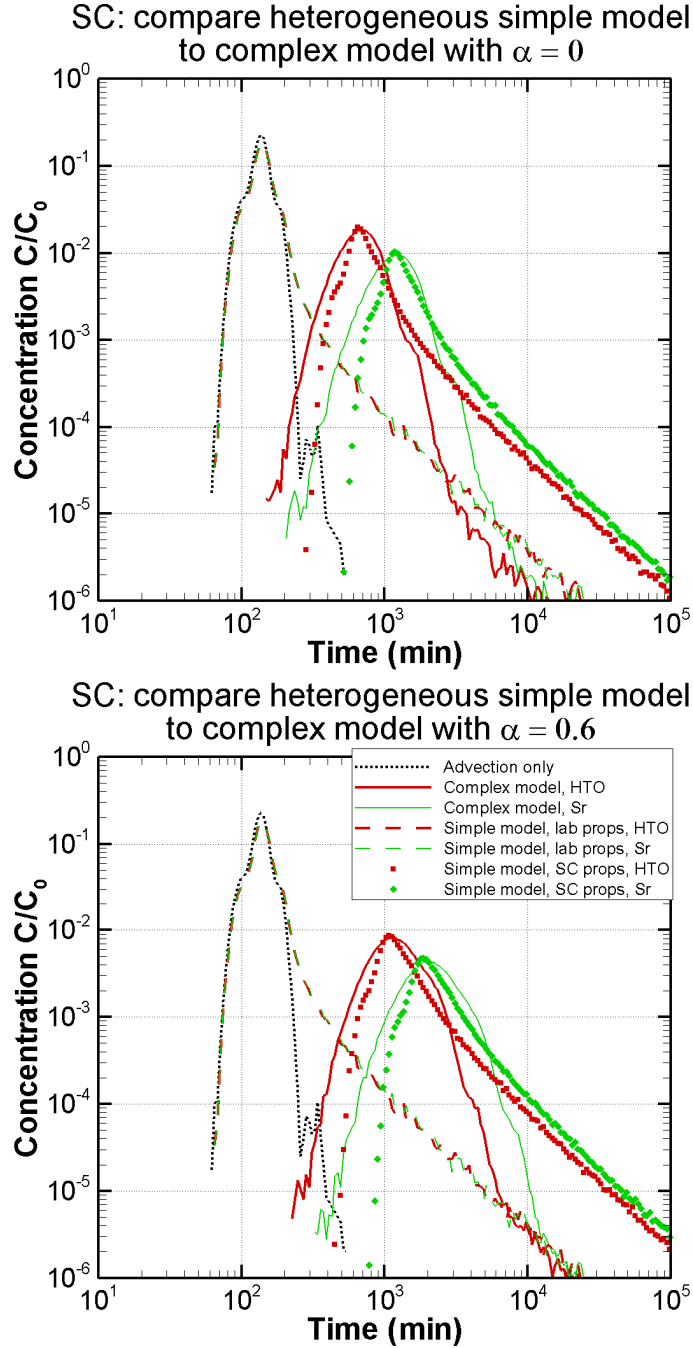 SC: compare heterogeneous simple model
to complex model with α = 0
Concentration C/C₀
10⁰
10⁻¹
10⁻²
10⁻³
10⁻⁴
10⁻⁵
10⁻⁶
10¹ 10² 10³ 10⁴ 10⁵
Time (min)
SC: compare heterogeneous simple model
to complex model with α = 0.6
Concentration C/C₀
10⁰
10⁻¹
10⁻²
10⁻³
10⁻⁴
10⁻⁵
10⁻⁶
Advection only
Complex model, HTO
Complex model, Sr
Simple model, lab props, HTO
Simple model, lab props, Sr
Simple model, SC props, HTO
Simple model, SC props, Sr
10¹ 10² 10³ 10⁴ 10⁵
Time (min)